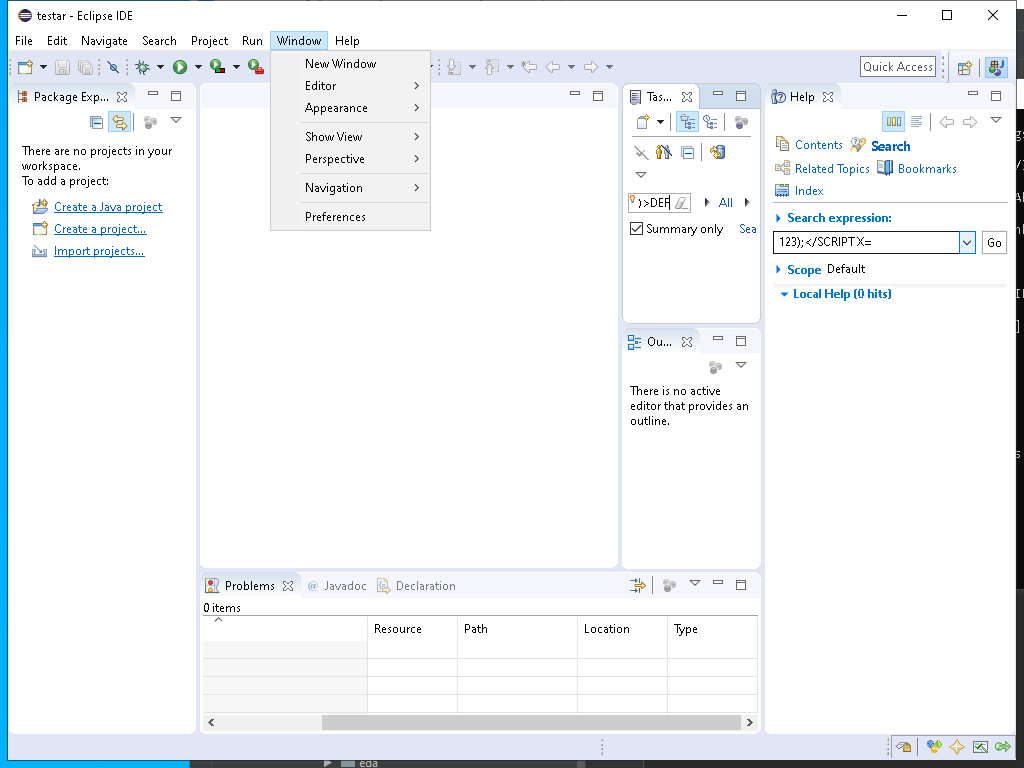 testar - Eclipse IDE
File Edit Navigate Search Project Run Window Help
Quick Access
New Window
Editor
Appearance
Show View
Perspective
Navigation
Preferences
Package Exp...
There are no projects in your
workspace.
To add a project:
Create a Java project
Create a project...
Import projects...
Tas...
)>DEF All
Summary only Sea
Ou...
There is no active
editor that provides an
outline.
Help
Contents Search
Related Topics Bookmarks
Index
Search expression:
123);</SCRIPT X= Go
Scope Default
Local Help (0 hits)
Problems @ Javadoc Declaration
0 items
Resource Path Location Type
eda